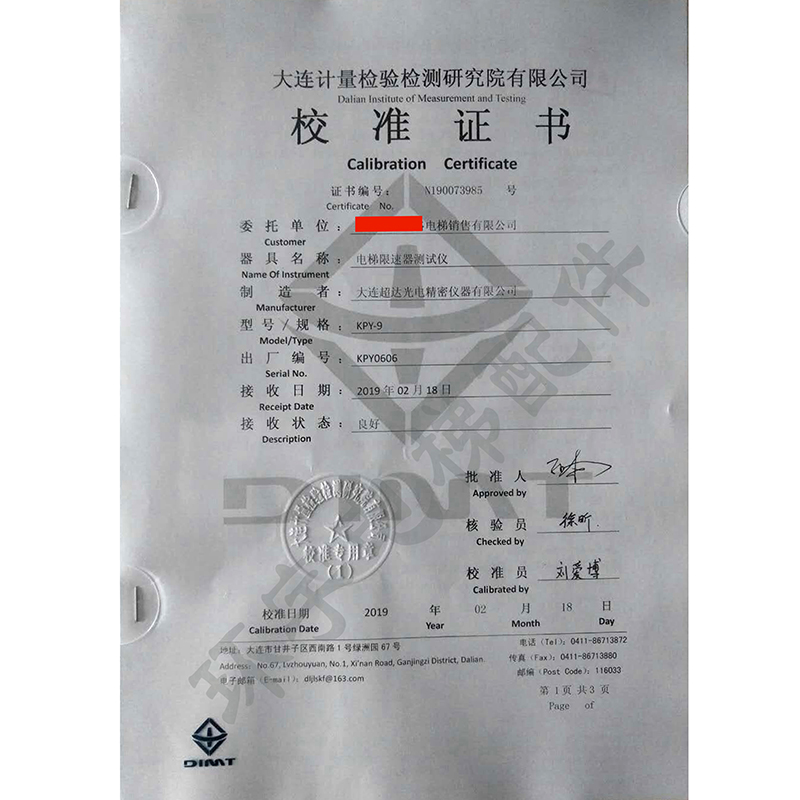 大连计量检验检测研究院有限公司
Dalian Institute of Measurement and Testing
校准证书
Calibration Certificate
证书编号： N190073985 号
Certificate No.
委托单位： 电梯销售有限公司
Customer
器具名称： 电梯限速器测试仪
Name Of Instrument
制造者： 大连超达光电精密仪器有限公司
Manufacturer
型号/规格： KPY-9
Model/Type
出厂编号： KPY0606
Serial No.
接收日期： 2019 年 02 月 18 日
Receipt Date
接收状态： 良好
Description
批准人
Approved by
核验员 徐昕
Checked by
校准员 刘爱博
Calibrated by
校准专用章
(1)
校准日期 2019 年 02 月 18 日
Calibration Date Year Month Day
地址：大连市甘井子区西南路1号绿洲园67号 电话（Tel）：0411-86713872
Address：No.67, Lvzhouyuan, No.1, Xi'nan Road, Ganjingzi District, Dalian. 传真（Fax）：0411-86713880
电子邮箱（E-mail）：dljlskf@163.com 邮编（Post Code）：116033
第 1 页 共 3 页
Page of
DIMT
DIMT